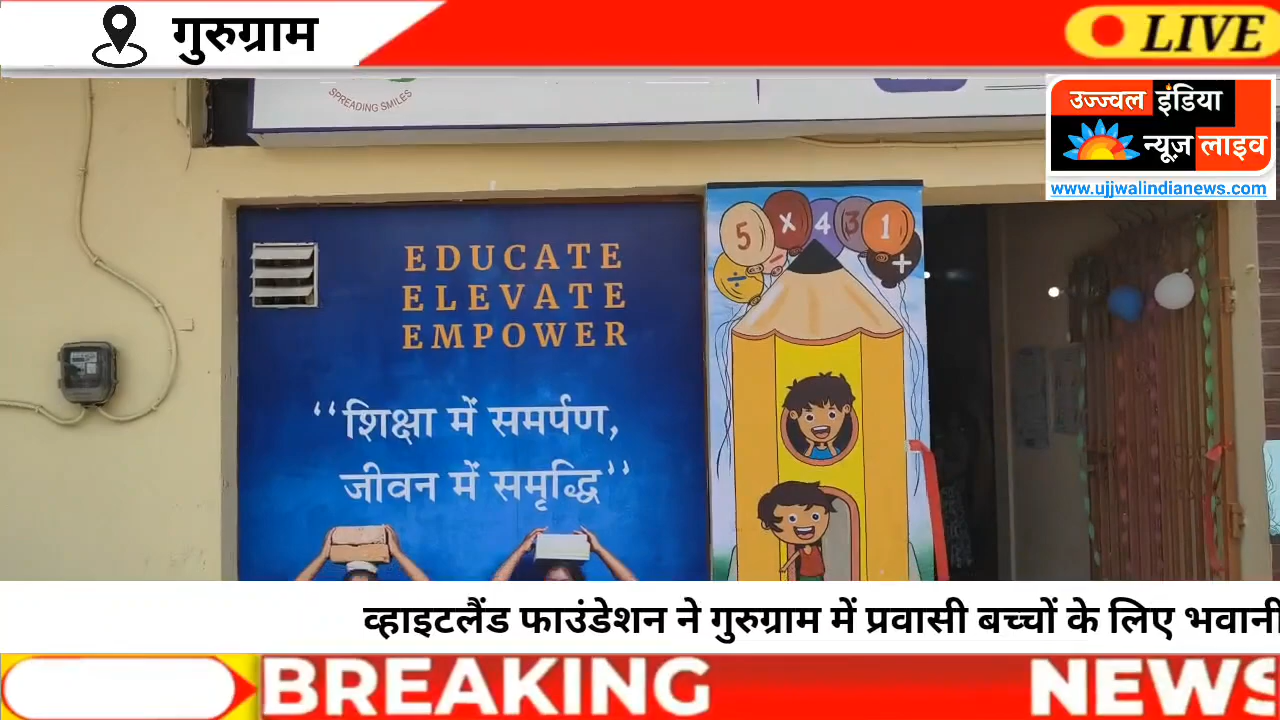 गुरुग्राम
LIVE
SPREADING SMILES
उज्ज्वल इंडिया
न्यूज़ लाइव
www.ujjwalindianews.com
EDUCATE
ELEVATE
EMPOWER
“शिक्षा में समर्पण,
जीवन में समृद्धि”
5 × 4 3 1
÷ - +
व्हाइटलैंड फाउंडेशन ने गुरुग्राम में प्रवासी बच्चों के लिए भवानी
BREAKING NEWS